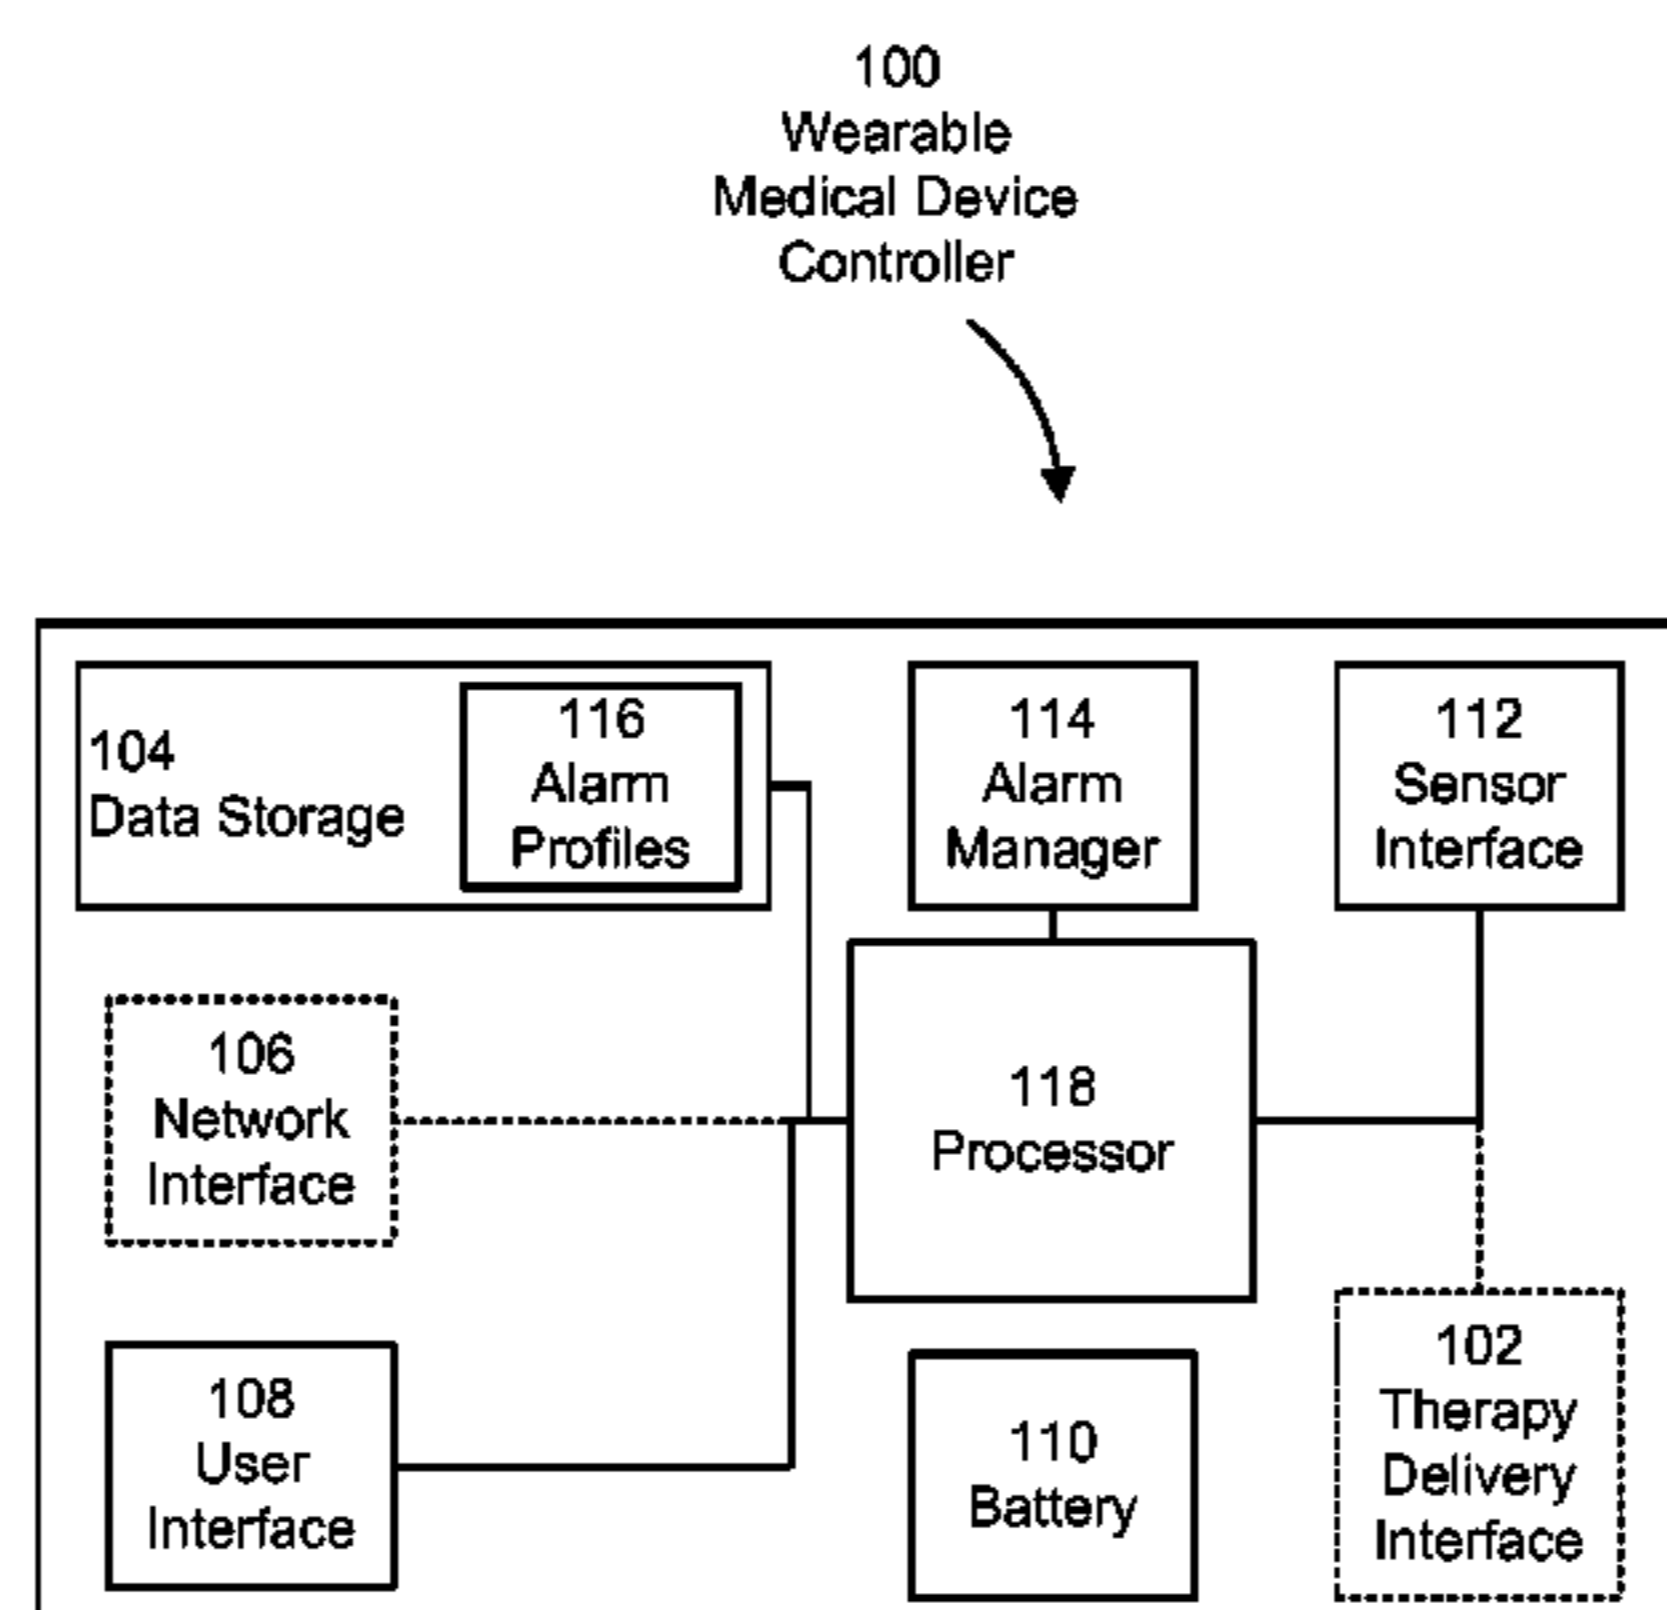 100
Wearable
Medical Device
Controller
104
Data Storage
116
Alarm
Profiles
114
Alarm
Manager
112
Sensor
Interface
106
Network
Interface
118
Processor
108
User
Interface
110
Battery
102
Therapy
Delivery
Interface